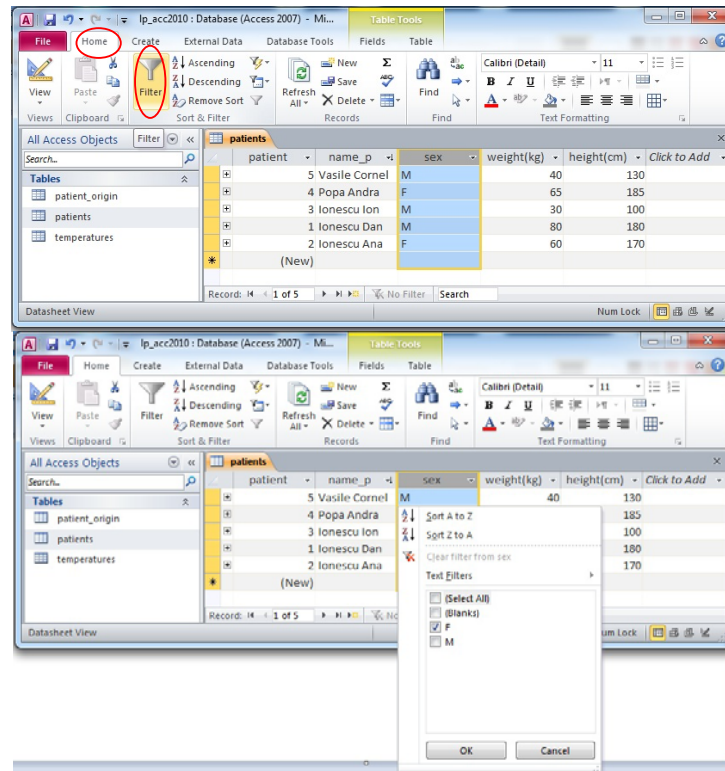 lp_acc2010 : Database (Access 2007) - Mi... Table Tools
File Home Create External Data Database Tools Fields Table
View Paste Filter Ascending Descending Remove Sort Refresh All New Save Delete Find Calibri (Detail) 11
B I U
Views Clipboard Sort & Filter Records Find Text Formatting
All Access Objects Filter patients
Search... patient name_p sex weight(kg) height(cm) Click to Add
Tables
patient_origin
patients
temperatures
5 Vasile Cornel M 40 130
4 Popa Andra F 65 185
3 Ionescu Ion M 30 100
1 Ionescu Dan M 80 180
2 Ionescu Ana F 60 170
(New)
Record: 1 of 5 No Filter Search
Datasheet View Num Lock
lp_acc2010 : Database (Access 2007) - Mi... Table Tools
File Home Create External Data Database Tools Fields Table
View Paste Filter Ascending Descending Remove Sort Refresh All New Save Delete Find Calibri (Detail) 11
B I U
Views Clipboard Sort & Filter Records Find Text Formatting
All Access Objects patients
Search... patient name_p sex weight(kg) height(cm) Click to Add
Tables
patient_origin
patients
temperatures
5 Vasile Cornel M 40 130
4 Popa Andra 185
3 Ionescu Ion 100
1 Ionescu Dan 180
2 Ionescu Ana 170
(New)
Record: 1 of 5 No
Datasheet View um Lock
Sort A to Z
Sort Z to A
Clear filter from sex
Text Filters
(Select All)
(Blanks)
F
M
OK Cancel